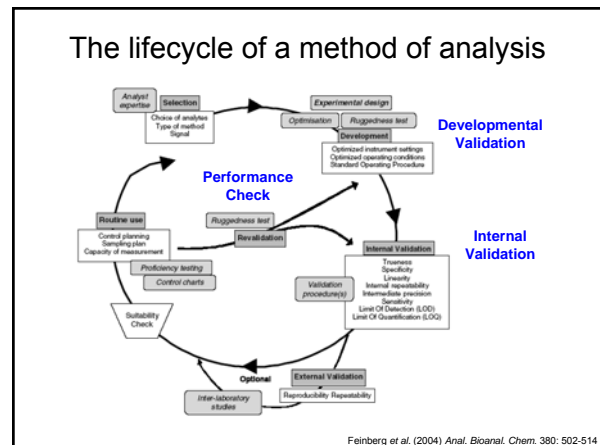 The lifecycle of a method of analysis
Analyst
expertise
Selection
Choice of analytes
Type of method
Signal
Experimental design
Optimisation
Ruggedness test
Development
Optimized instrument settings
Optimized operating conditions
Standard Operating Procedure
Developmental
Validation
Performance
Check
Ruggedness test
Revalidation
Routine use
Control planning
Sampling plan
Capacity of measurement
Proficiency testing
Control charts
Internal Validation
Trueness
Specificity
Linearity
Internal repeatability
Intermediate precision
Sensitivity
Limit Of Detection (LOD)
Limit Of Quantification (LOQ)
Internal
Validation
Validation
procedure(s)
Suitability
Check
Optional
External Validation
Reproducibility Repeatability
Inter-laboratory
studies
Feinberg et al. (2004) Anal. Bioanal. Chem. 380: 502-514